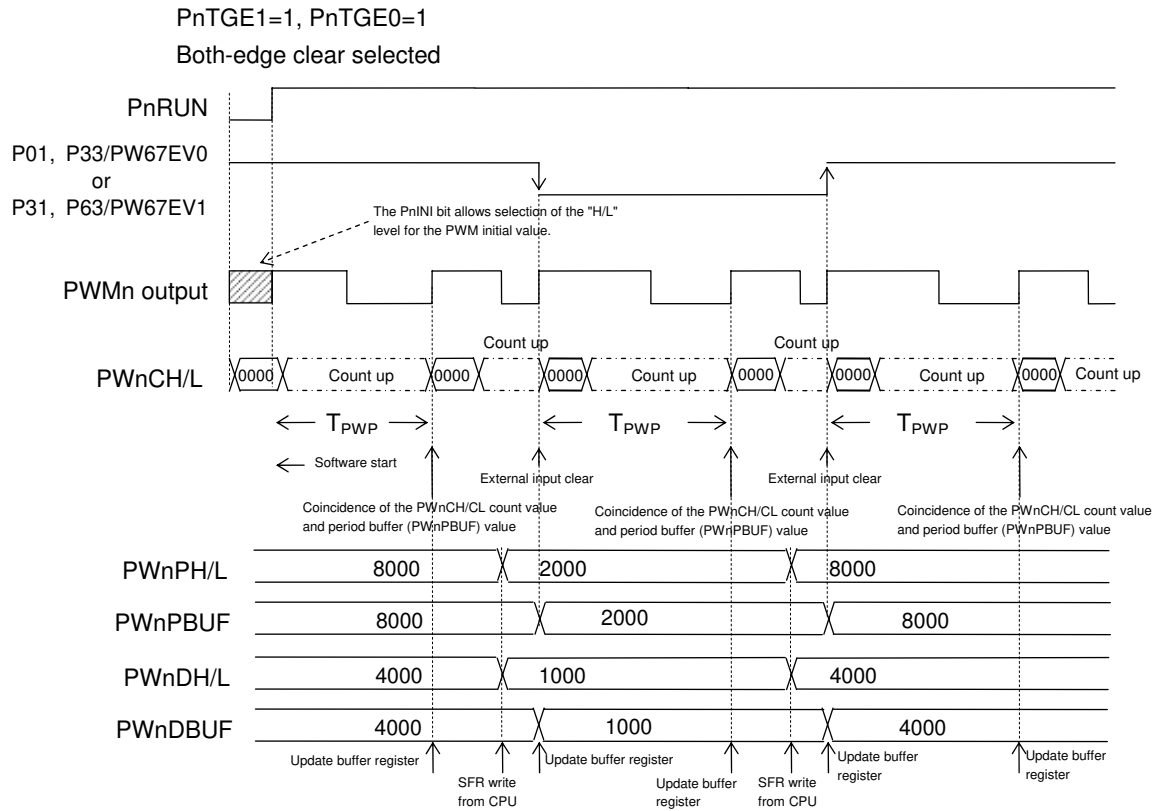 PnTGE1=1, PnTGE0=1
Both-edge clear selected
PnRUN
P01, P33/PW67EV0
or
P31, P63/PW67EV1
The PnINI bit allows selection of the "H/L"
level for the PWM initial value.
PWMn output
Count up Count up
PWnCH/L 0000 Count up 0000 0000 Count up 0000 0000 Count up 0000 Count up
TPWP TPWP TPWP
Software start
External input clear External input clear
Coincidence of the PWnCH/CL count value
and period buffer (PWnPBUF) value
Coincidence of the PWnCH/CL count value
and period buffer (PWnPBUF) value
Coincidence of the PWnCH/CL count value
and period buffer (PWnPBUF) value
PWnPH/L 8000 2000 8000
PWnPBUF 8000 2000 8000
PWnDH/L 4000 1000 4000
PWnDBUF 4000 1000 4000
Update buffer register
SFR write
from CPU
Update buffer register
Update buffer
register
SFR write
from CPU
Update buffer
register
Update buffer
register